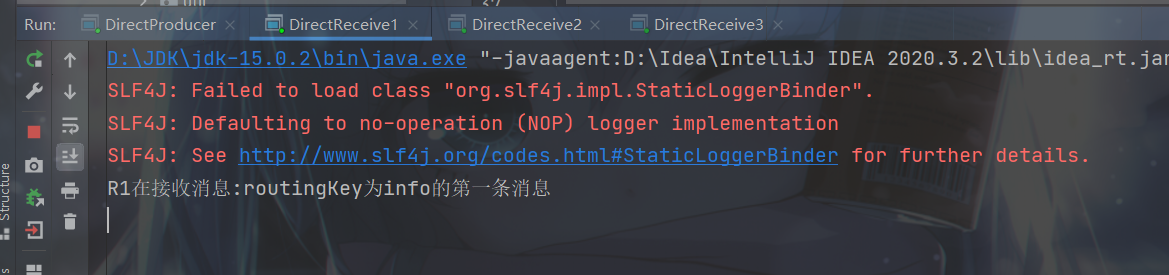 Run:
DirectProducer
DirectReceive1
DirectReceive2
DirectReceive3
D:\JDK\jdk-15.0.2\bin\java.exe "-javaagent:D:\Idea\IntelliJ IDEA 2020.3.2\lib\idea_rt.jar
SLF4J: Failed to load class "org.slf4j.impl.StaticLoggerBinder".
SLF4J: Defaulting to no-operation (NOP) logger implementation
SLF4J: See http://www.slf4j.org/codes.html#StaticLoggerBinder for further details.
R1在接收消息:routingKey为info的第一条消息
Structure